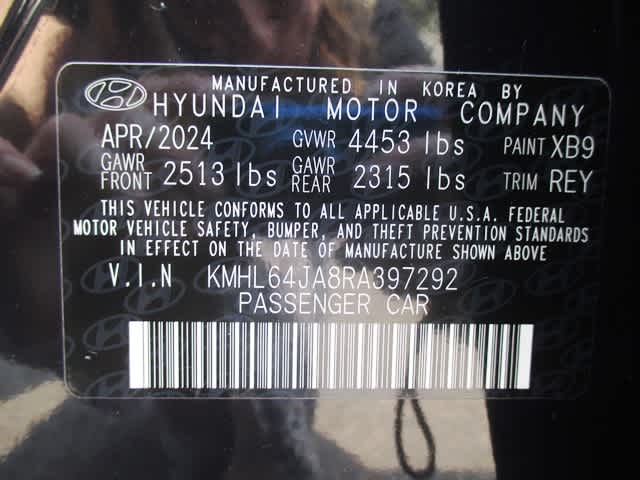 MANUFACTURED IN KOREA BY
HYUNDAI MOTOR COMPANY
APR/2024 GVWR 4453 lbs PAINT XB9
GAWR FRONT 2513 lbs GAWR REAR 2315 lbs TRIM REY
THIS VEHICLE CONFORMS TO ALL APPLICABLE U.S.A. FEDERAL
MOTOR VEHICLE SAFETY, BUMPER, AND THEFT PREVENTION STANDARDS
IN EFFECT ON THE DATE OF MANUFACTURE SHOWN ABOVE
V.I.N KMHL64JA8RA397292
PASSENGER CAR